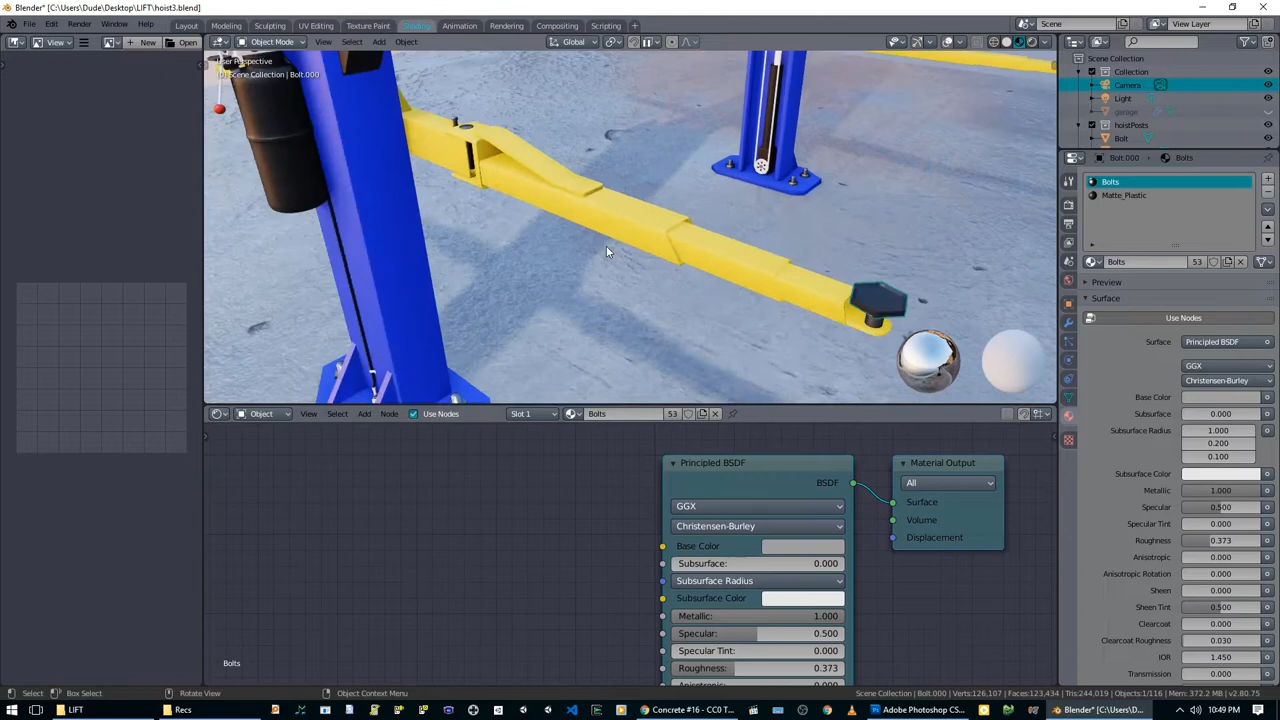 Blender* [C:\Users\Dude\Desktop\LIFT\hoist3.blend]
File Edit Render Window Help Layout Modeling Sculpting UV Editing Texture Paint Shading Animation Rendering Compositing Scripting + Scene View Layer
View New Open Object Mode View Select Add Object Global
User Perspective
(0) Scene Collection | Bolt.000
Scene Collection
Collection
Camera
Light
garage
hoistPosts
Bolt
Bolt.000 Bolts
Bolts
Matte_Plastic
Bolts 53
Preview
Surface
Use Nodes
Surface Principled BSDF
GGX
Christensen-Burley
Base Color
Subsurface 0.000
Subsurface Radius 1.000
0.200
0.100
Subsurface Color
Metallic 1.000
Specular 0.500
Specular Tint 0.000
Roughness 0.373
Anisotropic 0.000
Anisotropic Rotation 0.000
Sheen 0.000
Sheen Tint 0.500
Clearcoat 0.000
Clearcoat Roughness 0.030
IOR 1.450
Transmission 0.000
Object View Select Add Node Use Nodes Slot 1 Bolts 53
Principled BSDF
BSDF
GGX
Christensen-Burley
Base Color
Subsurface: 0.000
Subsurface Radius
Subsurface Color
Metallic: 1.000
Specular: 0.500
Specular Tint: 0.000
Roughness: 0.373
Material Output
All
Surface
Volume
Displacement
Bolts
Select Box Select Rotate View Object Context Menu Scene Collection | Bolt.000 | Verts:126,107 | Faces:123,434 | Tris:244,019 | Objects:1/116 | Mem: 372.2 MB | v2.80.75
LIFT Recs Concrete #16 - CC0 T... Adobe Photoshop CS... Blender* [C:\Users\D... 10:49 PM